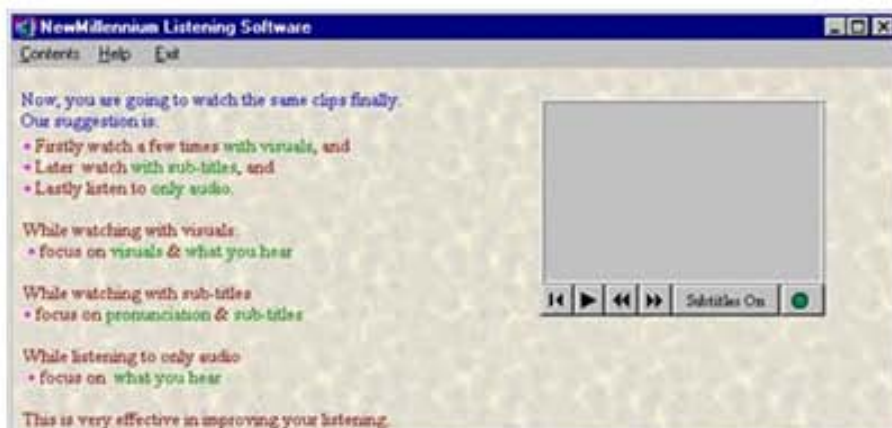 NewMillennium Listening Software
Contents Help Exit
Now, you are going to watch the same clips finally.
Our suggestion is:
• Firstly watch a few times with visuals, and
• Later watch with sub-titles, and
• Lastly listen to only audio.
While watching with visuals:
• focus on visuals & what you hear
While watching with sub-titles
• focus on pronunciation & sub-titles
While listening to only audio
• focus on what you hear
This is very effective in improving your listening.
Subtitles On